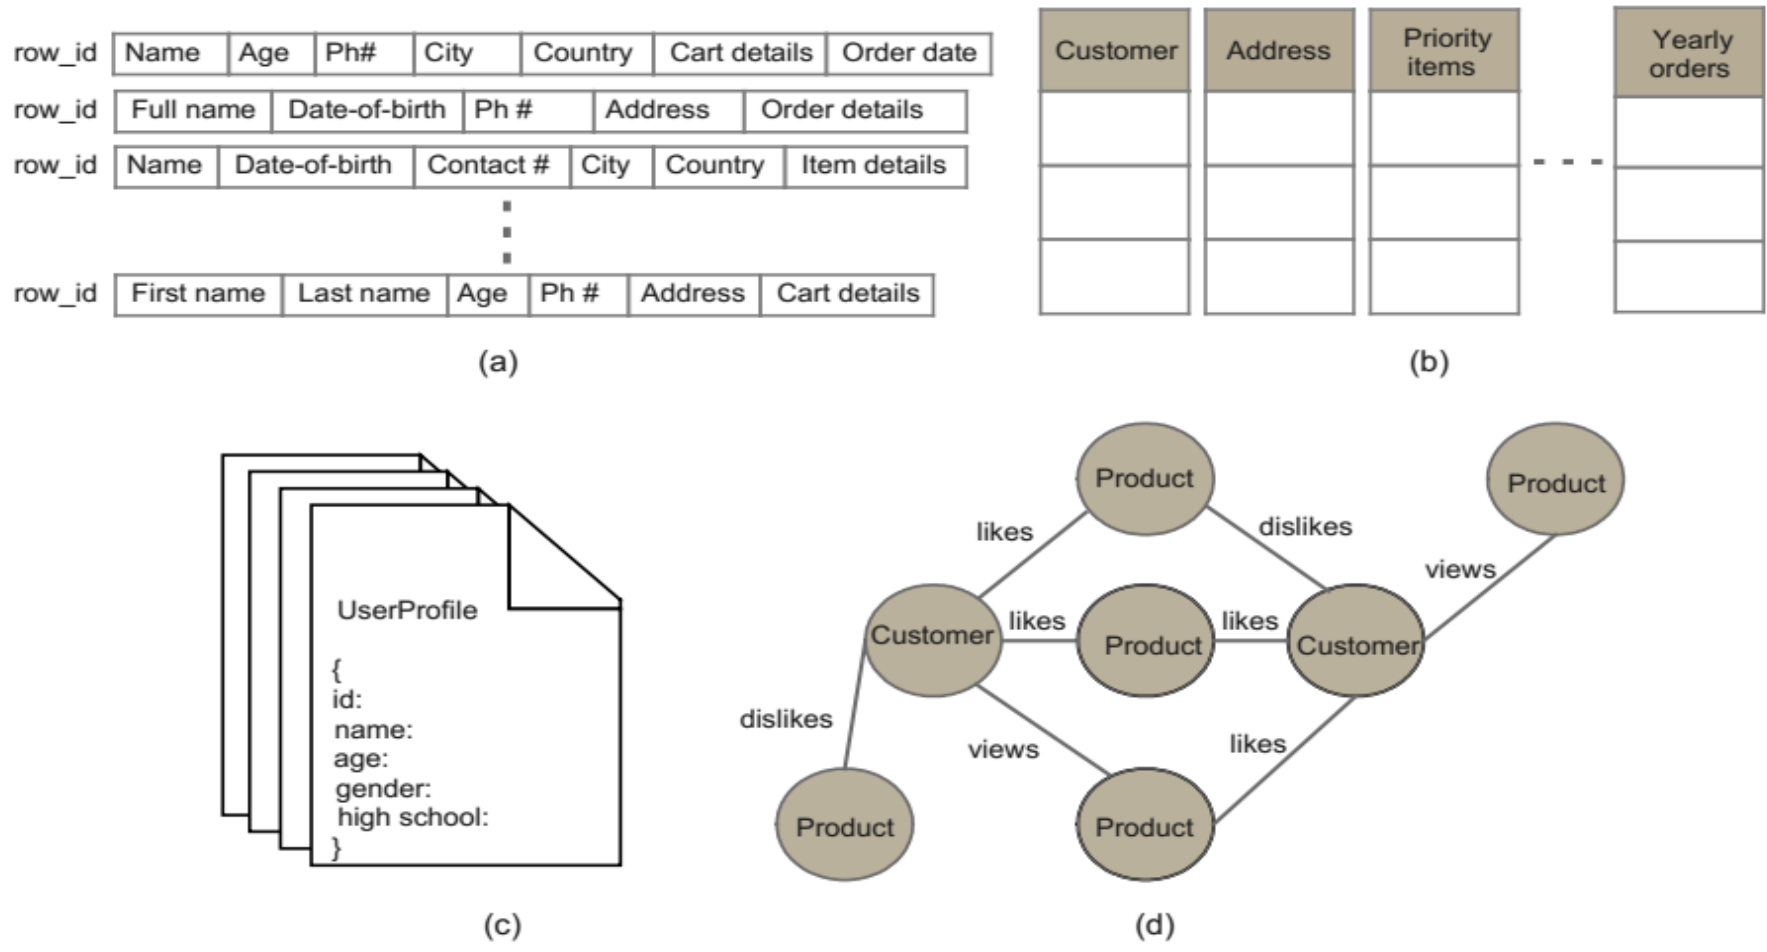 row_id Name Age Ph# City Country Cart details Order date
row_id Full name Date-of-birth Ph # Address Order details
row_id Name Date-of-birth Contact # City Country Item details
row_id First name Last name Age Ph # Address Cart details
(a)
Customer Address Priority items Yearly orders
(b)
UserProfile
{
id:
name:
age:
gender:
high school:
}
(c)
Product
Product
likes
dislikes
views
Customer
likes
Product
likes
Customer
dislikes
views
likes
Product
Product
(d)